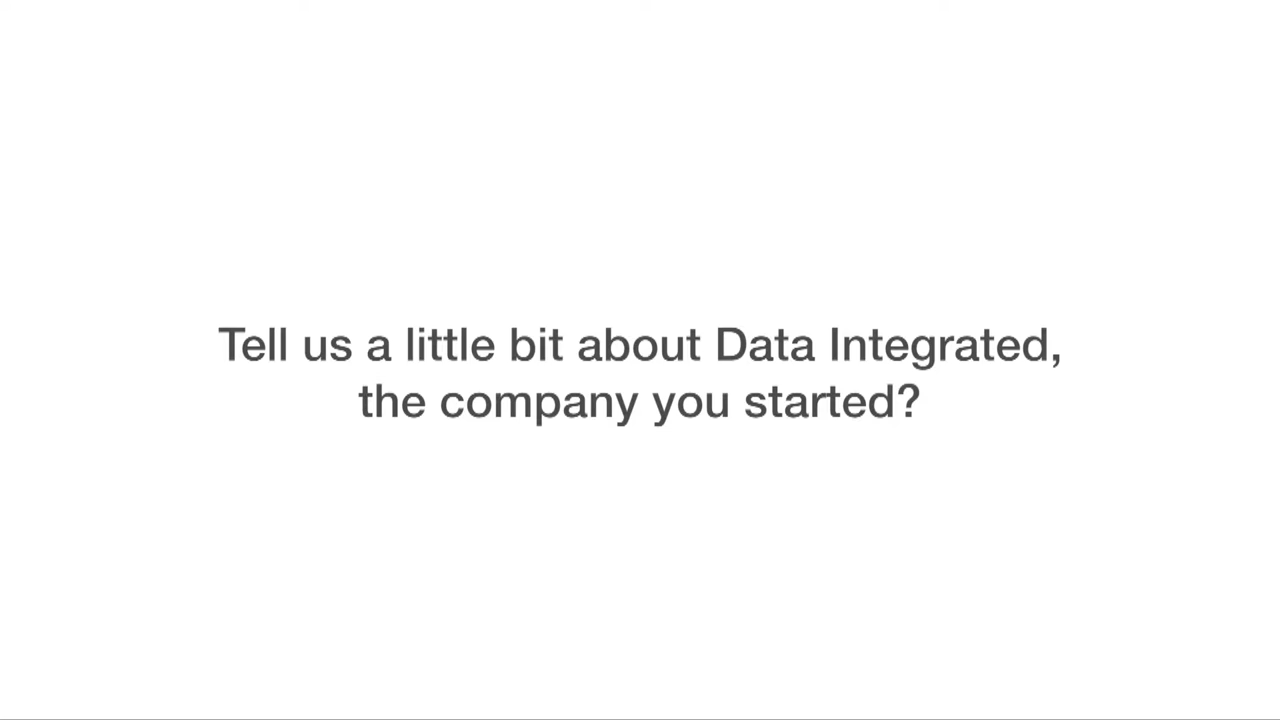 Tell us a little bit about Data Integrated,
the company you started?